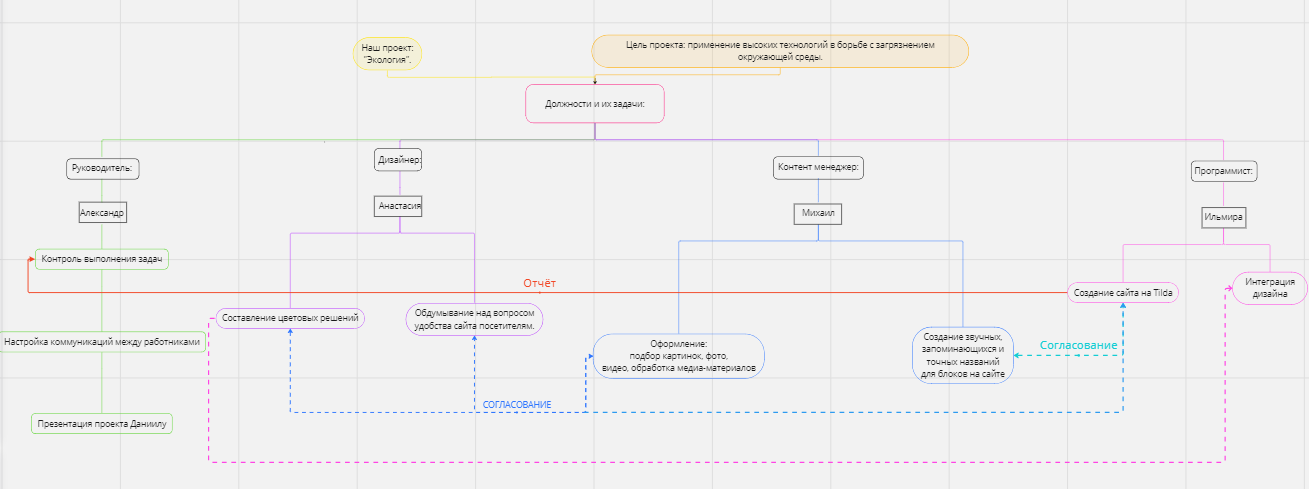 Наш проект:
"Экология".
Цель проекта: применение высоких технологий в борьбе с загрязнением
окружающей среды.
Должности и их задачи:
Руководитель:
Дизайнер:
Контент менеджер:
Программист:
Александр
Анастасия
Михаил
Ильмира
Контроль выполнения задач
Отчёт
Создание сайта на Tilda
Интеграция
дизайна
Составление цветовых решений
Обдумывание над вопросом
удобства сайта посетителям.
Настройка коммуникаций между работниками
Оформление:
подбор картинок, фото,
видео, обработка медиа-материалов
Создание звучных,
запоминающихся и
точных названий
для блоков на сайте
Согласование
СОГЛАСОВАНИЕ
Презентация проекта Даниилу